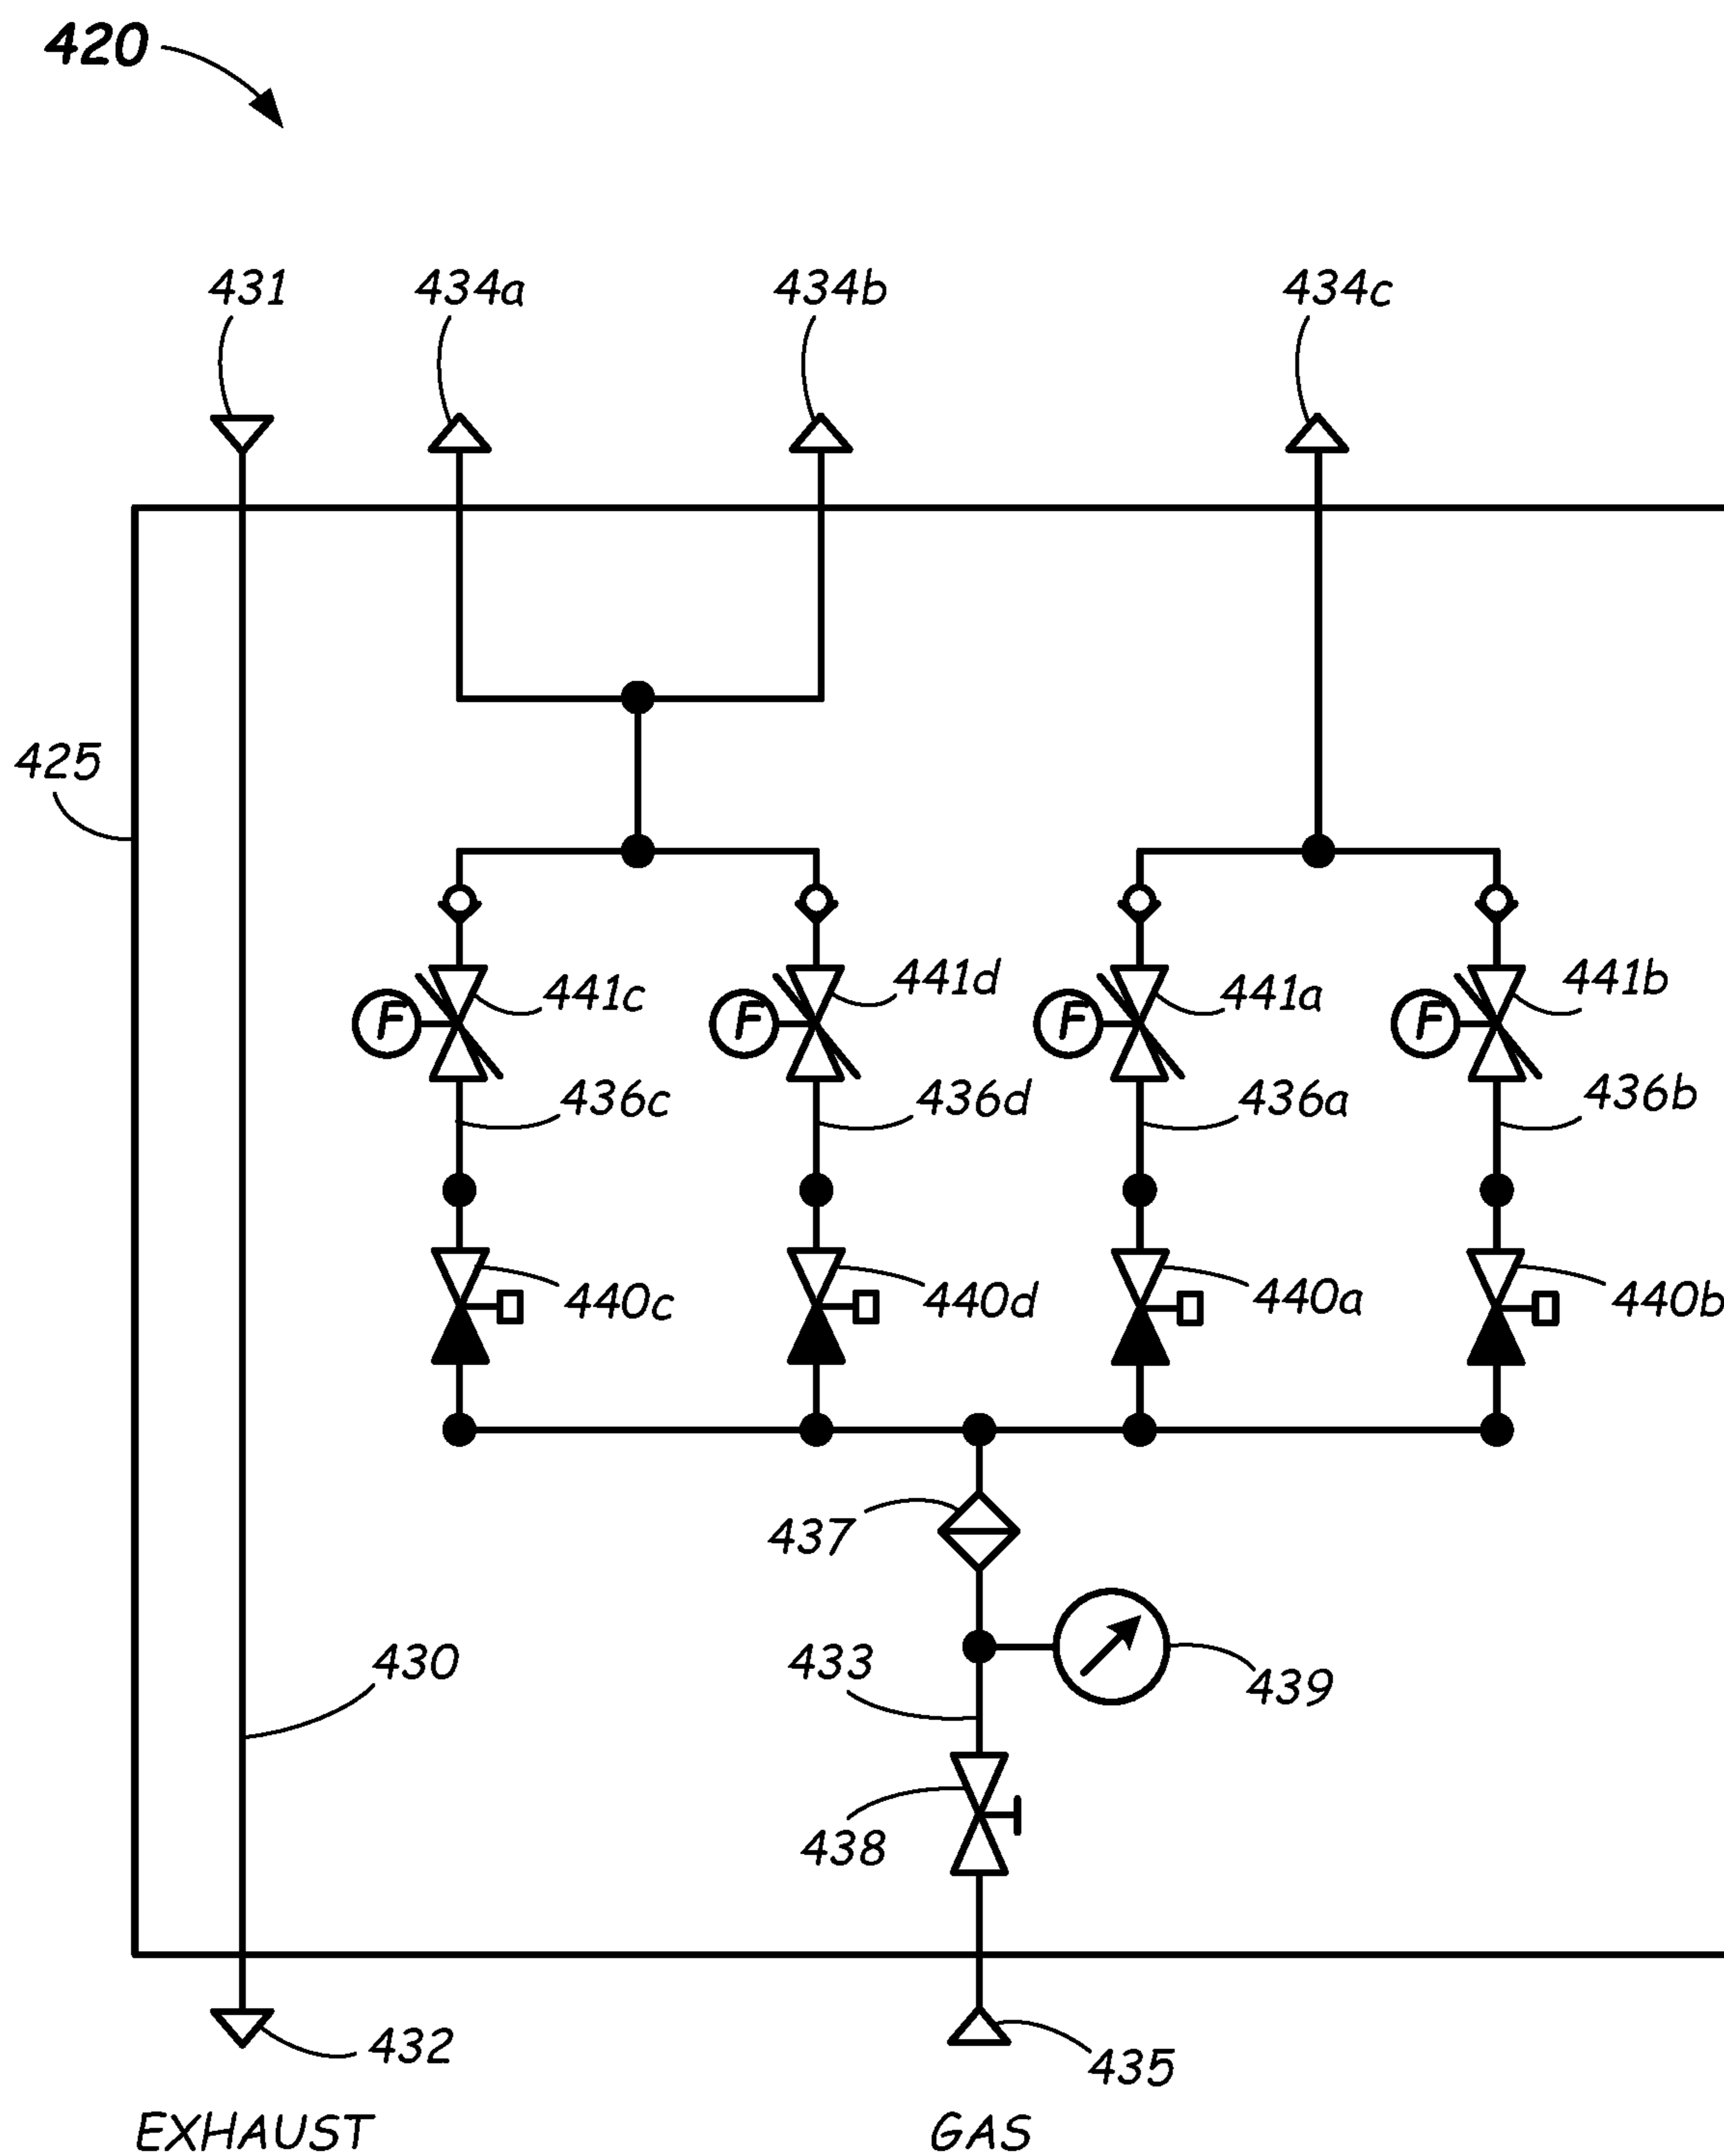 420
431 434a 434b 434c
425
441c 441d 441a 441b
F F F F
436c 436d 436a 436b
440c 440d 440a 440b
437
430 433 439
438
432 435
EXHAUST GAS